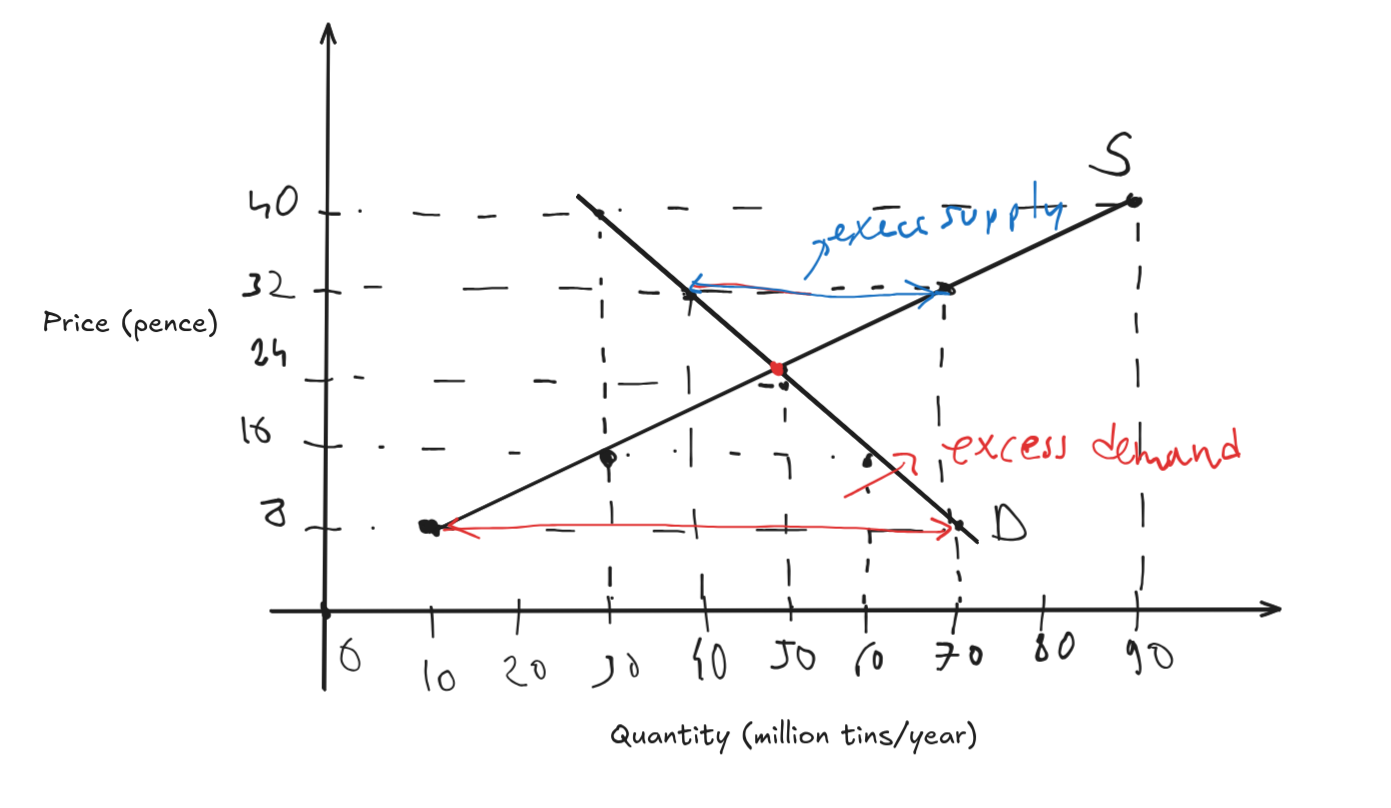 S
40
excess supply
32
Price (pence)
24
16
excess demand
8
D
0 10 20 30 40 50 60 70 80 90
Quantity (million tins/year)